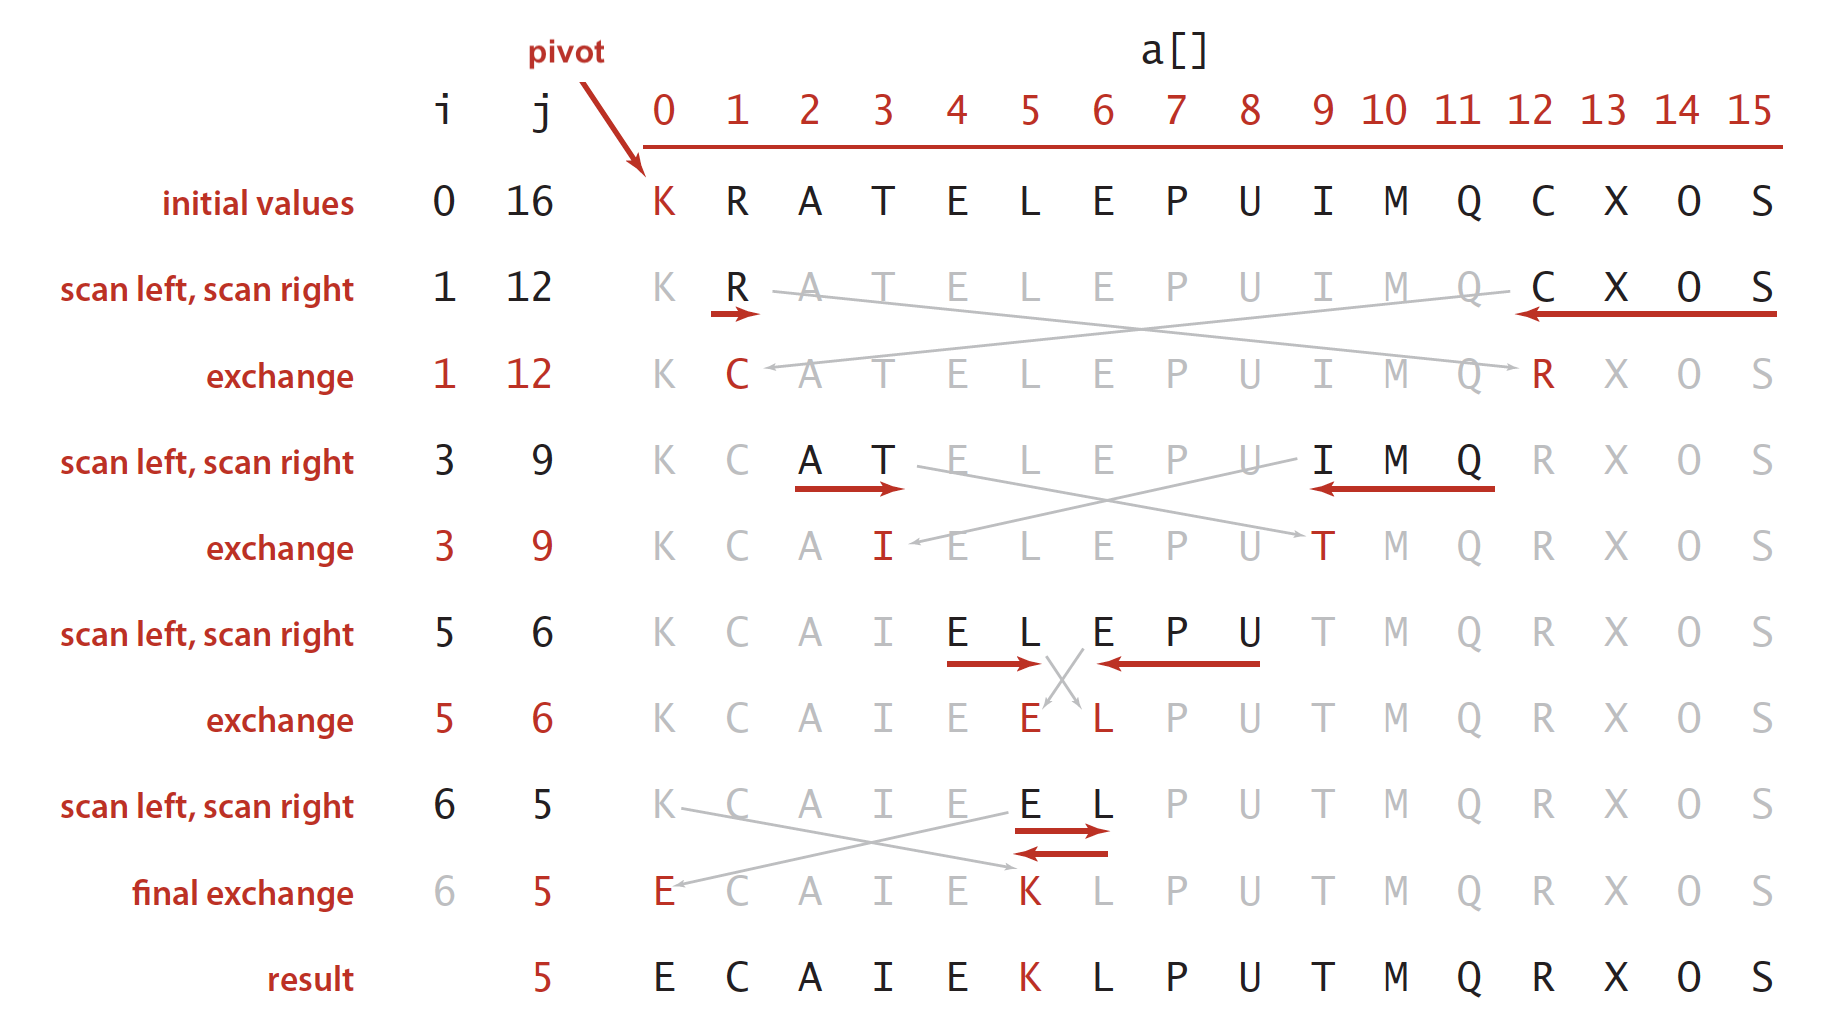 pivot a[]
i j 0 1 2 3 4 5 6 7 8 9 10 11 12 13 14 15
initial values 0 16 K R A T E L E P U I M Q C X O S
scan left, scan right 1 12 K R A T E L E P U I M Q C X O S
exchange 1 12 K C A T E L E P U I M Q R X O S
scan left, scan right 3 9 K C A T E L E P U I M Q R X O S
exchange 3 9 K C A I E L E P U T M Q R X O S
scan left, scan right 5 6 K C A I E L E P U T M Q R X O S
exchange 5 6 K C A I E E L P U T M Q R X O S
scan left, scan right 6 5 K C A I E E L P U T M Q R X O S
final exchange 6 5 E C A I E K L P U T M Q R X O S
result 5 E C A I E K L P U T M Q R X O S